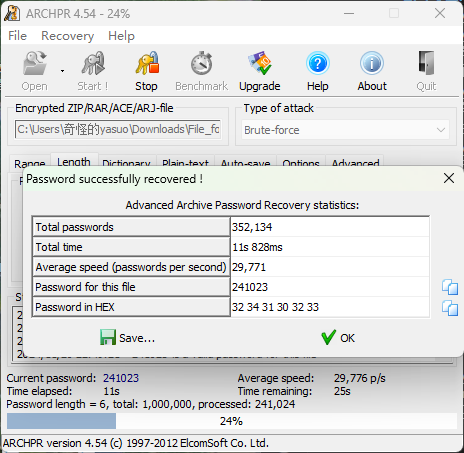 ARCHPR 4.54 - 24%
File Recovery Help
Open Start ! Stop Benchmark Upgrade Help About Quit
Encrypted ZIP/RAR/ACE/ARJ-file Type of attack
C:\Users\奇怪的yasuo\Downloads\File_fo Brute-force
Range Length Dictionary Plain-text Auto-save Options Advanced
Password successfully recovered !
Advanced Archive Password Recovery statistics:
Total passwords 352,134
Total time 11s 828ms
Average speed (passwords per second) 29,771
Password for this file 241023
Password in HEX 32 34 31 30 32 33
Save... OK
Current password: 241023 Average speed: 29,776 p/s
Time elapsed: 11s Time remaining: 25s
Password length = 6, total: 1,000,000, processed: 241,024
24%
ARCHPR version 4.54 (c) 1997-2012 ElcomSoft Co. Ltd.